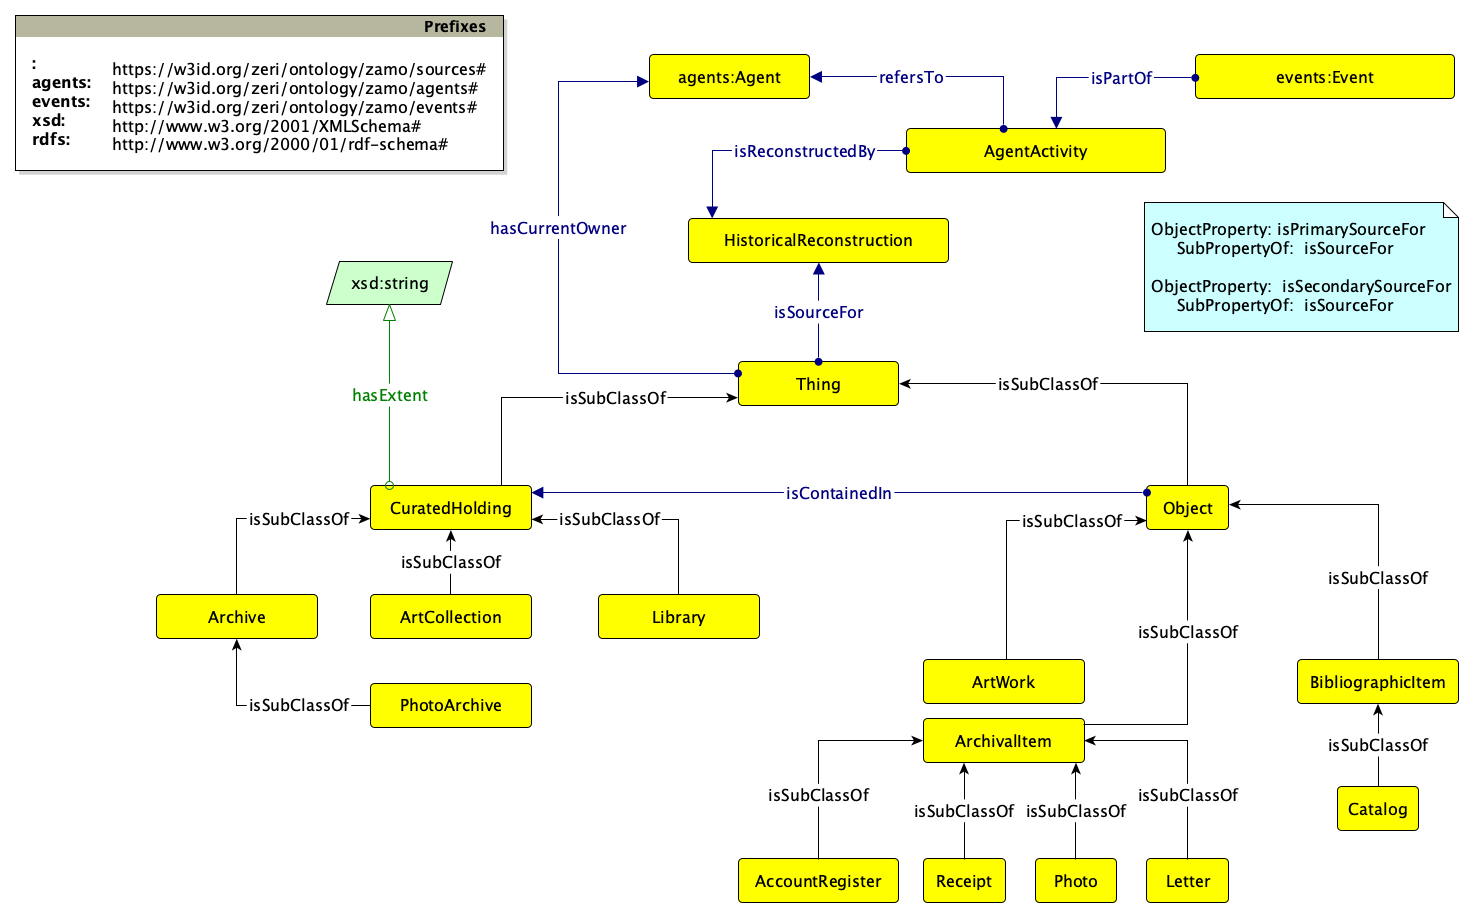 Prefixes
: https://w3id.org/zeri/ontology/zamo/sources#
agents: https://w3id.org/zeri/ontology/zamo/agents#
events: https://w3id.org/zeri/ontology/zamo/events#
xsd: http://www.w3.org/2001/XMLSchema#
rdfs: http://www.w3.org/2000/01/rdf-schema#
agents:Agent
refersTo
isPartOf
events:Event
isReconstructedBy
AgentActivity
hasCurrentOwner
HistoricalReconstruction
ObjectProperty: isPrimarySourceFor
SubPropertyOf: isSourceFor
ObjectProperty: isSecondarySourceFor
SubPropertyOf: isSourceFor
xsd:string
isSourceFor
hasExtent
isSubClassOf
Thing
isSubClassOf
CuratedHolding
isContainedIn
Object
isSubClassOf
isSubClassOf
isSubClassOf
isSubClassOf
isSubClassOf
Archive
ArtCollection
Library
isSubClassOf
isSubClassOf
PhotoArchive
ArtWork
BibliographicItem
ArchivalItem
isSubClassOf
isSubClassOf
isSubClassOf
isSubClassOf
isSubClassOf
Catalog
AccountRegister
Receipt
Photo
Letter